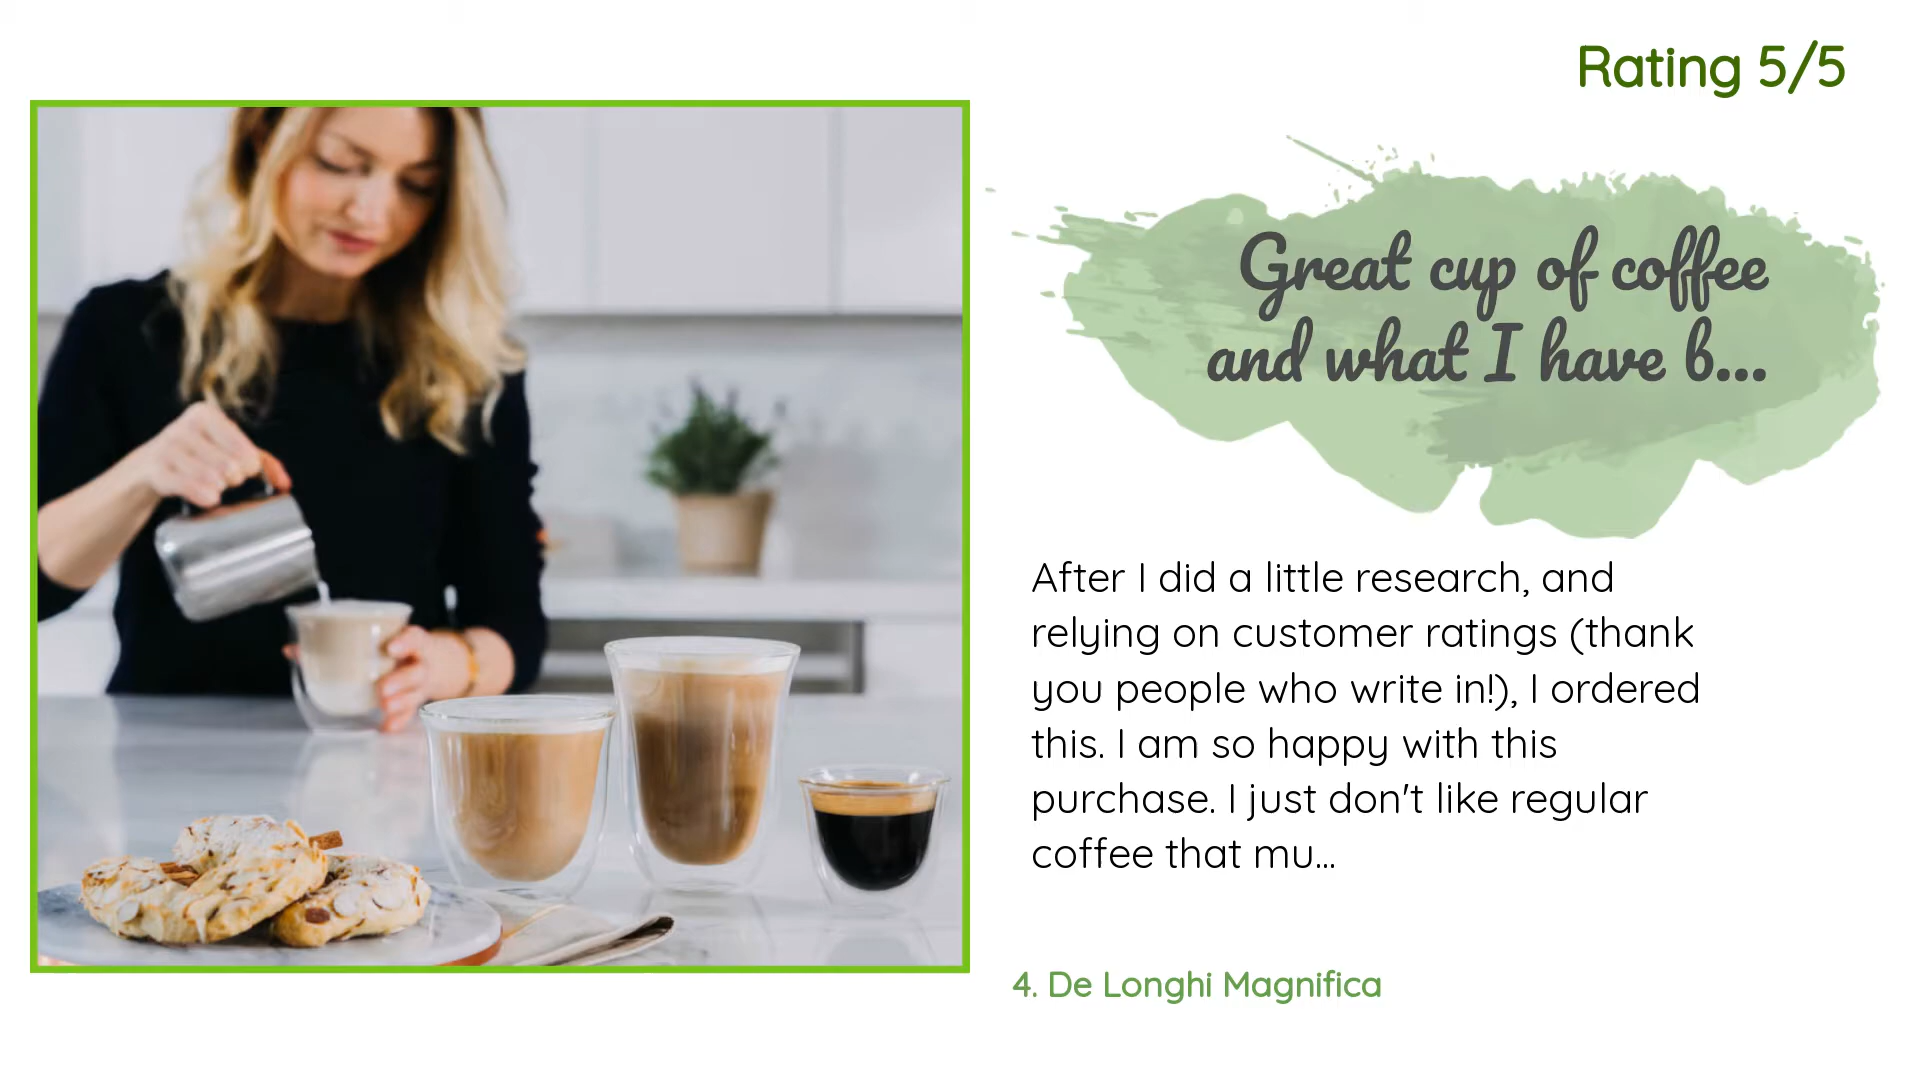 Rating 5/5
Great cup of coffee
and what I have b...
After I did a little research, and
relying on customer ratings (thank
you people who write in!), I ordered
this. I am so happy with this
purchase. I just don't like regular
coffee that mu...
4. De Longhi Magnifica